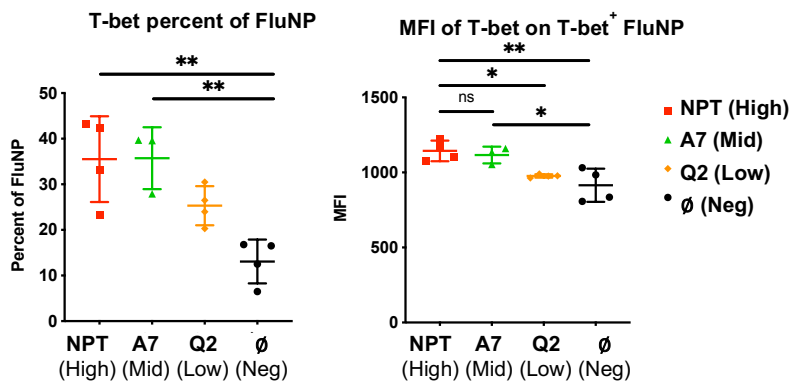 T-bet percent of FluNP
**
**
Percent of FluNP
50
40
30
20
10
0
NPT A7 Q2 Ø
(High) (Mid) (Low) (Neg)
MFI of T-bet on T-bet+ FluNP
**
*
ns
*
MFI
1500
1000
500
0
NPT A7 Q2 Ø
(High) (Mid) (Low) (Neg)
NPT (High)
A7 (Mid)
Q2 (Low)
Ø (Neg)